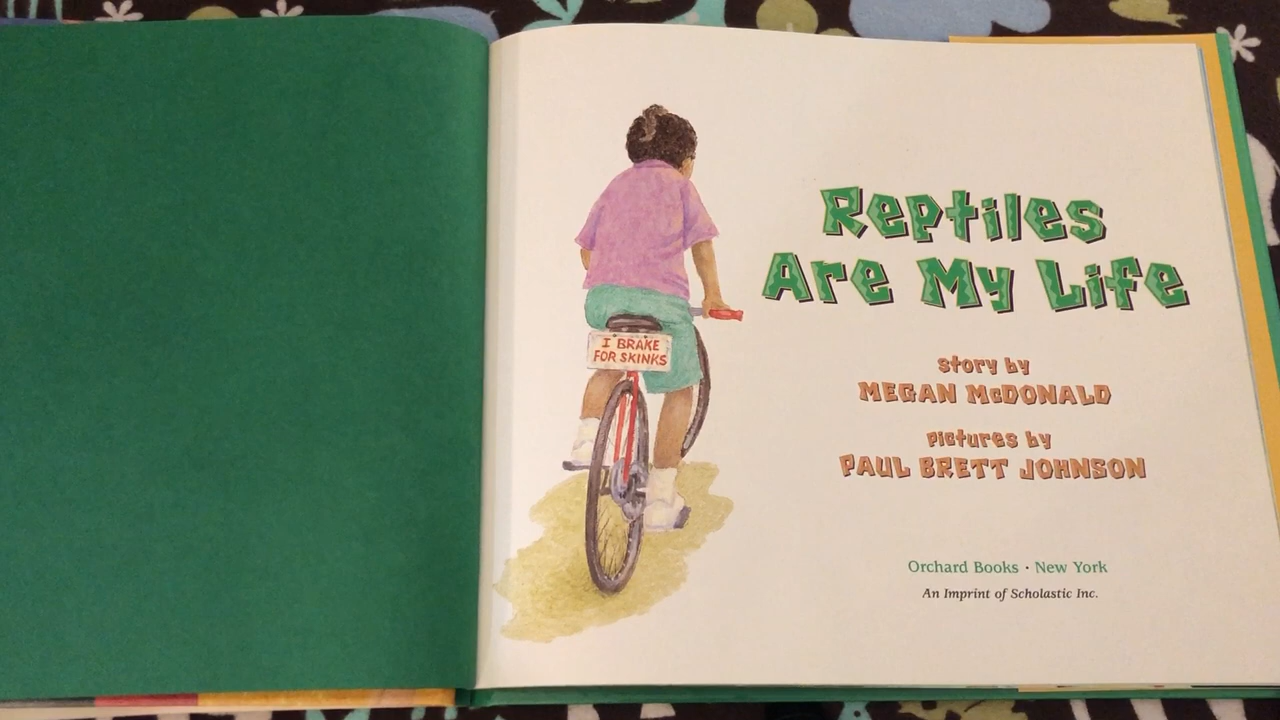 I BRAKE
FOR SKINKS
Reptiles
Are My Life
story by
MEGAN McDONALD
pictures by
PAUL BRETT JOHNSON
Orchard Books · New York
An Imprint of Scholastic Inc.